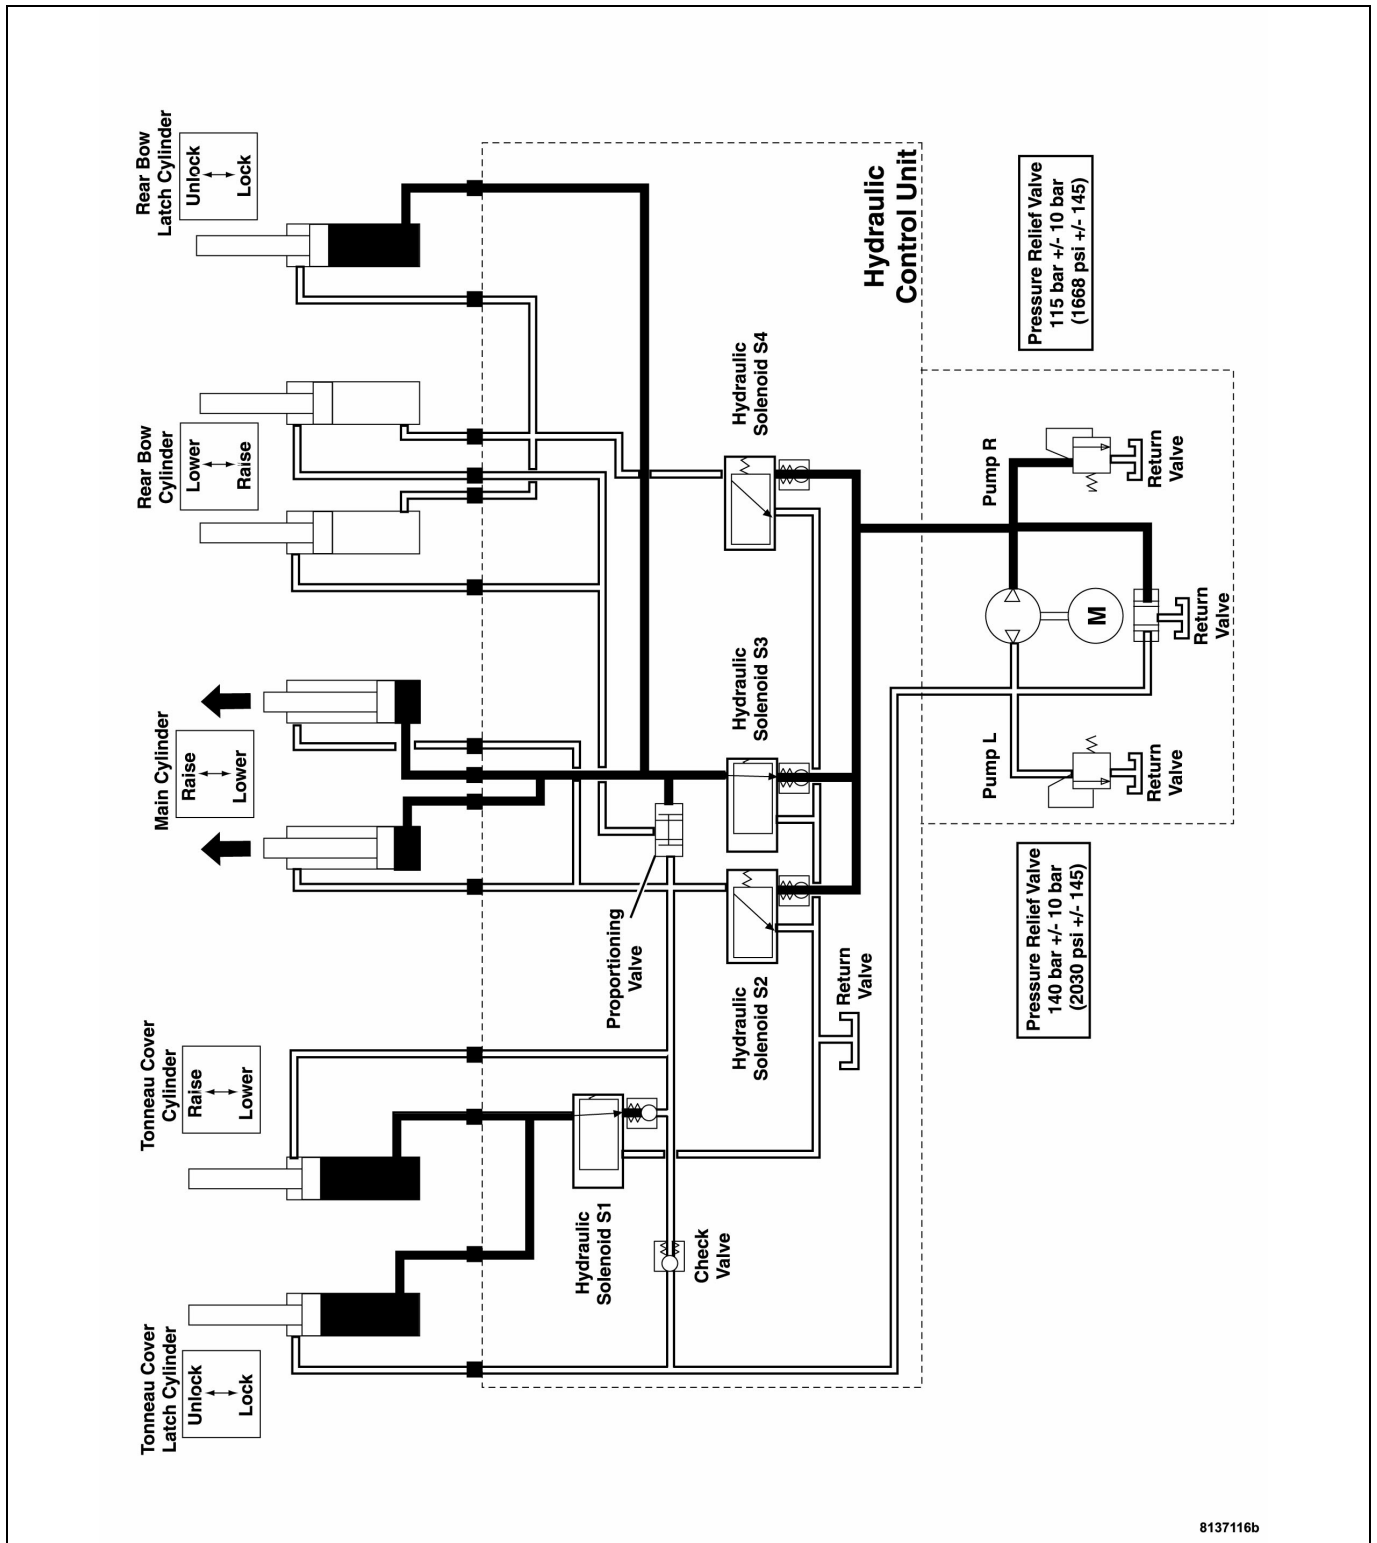 Tonneau Cover
Latch Cylinder
Unlock
Lock
Tonneau Cover
Cylinder
Raise
Lower
Main Cylinder
Raise
Lower
Rear Bow
Cylinder
Lower
Raise
Rear Bow
Latch Cylinder
Unlock
Lock
Hydraulic
Solenoid S1
Check
Valve
Proportioning
Valve
Hydraulic
Solenoid S2
Hydraulic
Solenoid S3
Hydraulic
Solenoid S4
Return
Valve
Hydraulic
Control Unit
Pump L
Pump R
M
Return
Valve
Return
Valve
Return
Valve
Pressure Relief Valve
140 bar +/- 10 bar
(2030 psi +/- 145)
Pressure Relief Valve
115 bar +/- 10 bar
(1668 psi +/- 145)
8137116b